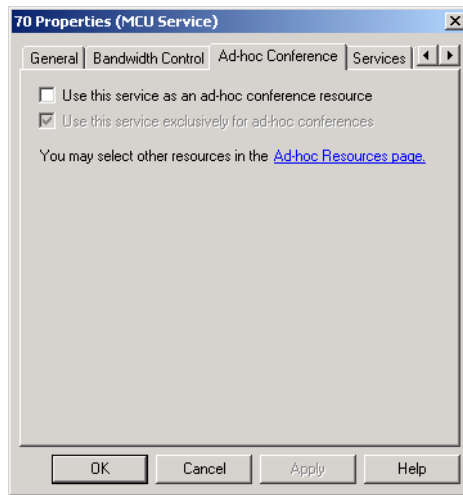 70 Properties (MCU Service)
General Bandwidth Control Ad-hoc Conference Services
Use this service as an ad-hoc conference resource
Use this service exclusively for ad-hoc conferences
You may select other resources in the Ad-hoc Resources page.
OK Cancel Apply Help